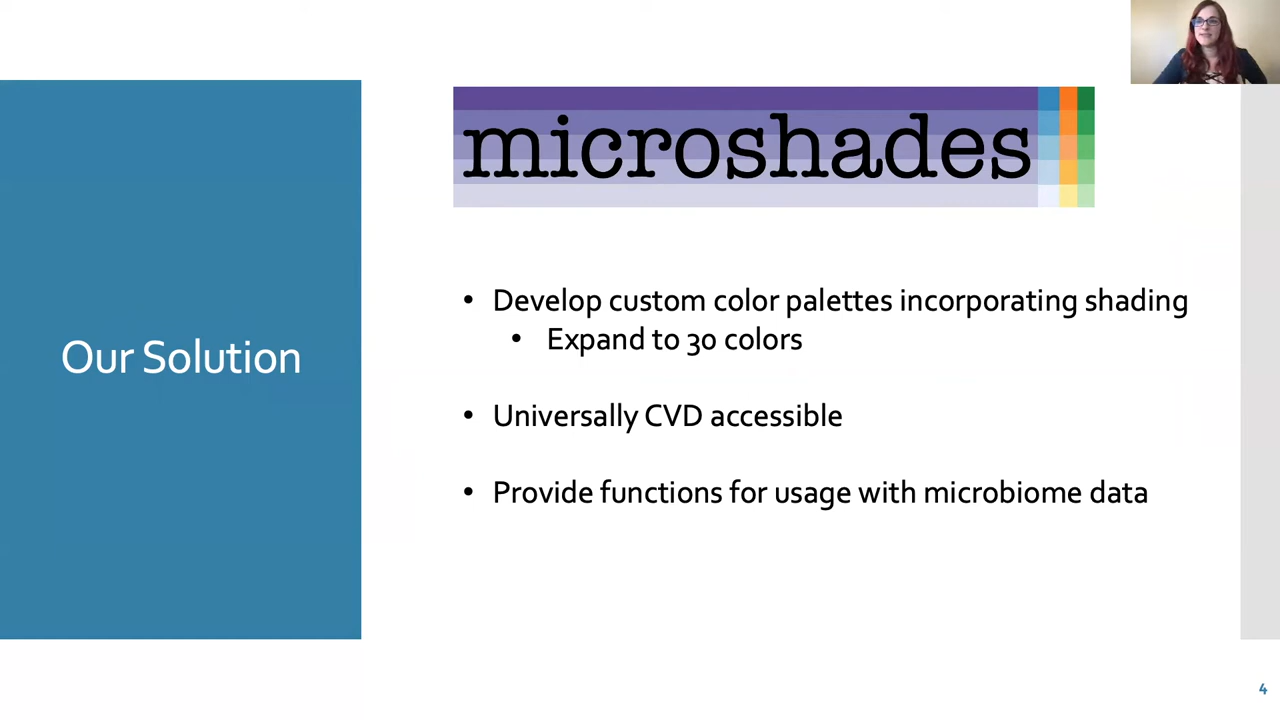 microshades
Our Solution
• Develop custom color palettes incorporating shading
• Expand to 30 colors
• Universally CVD accessible
• Provide functions for usage with microbiome data
4